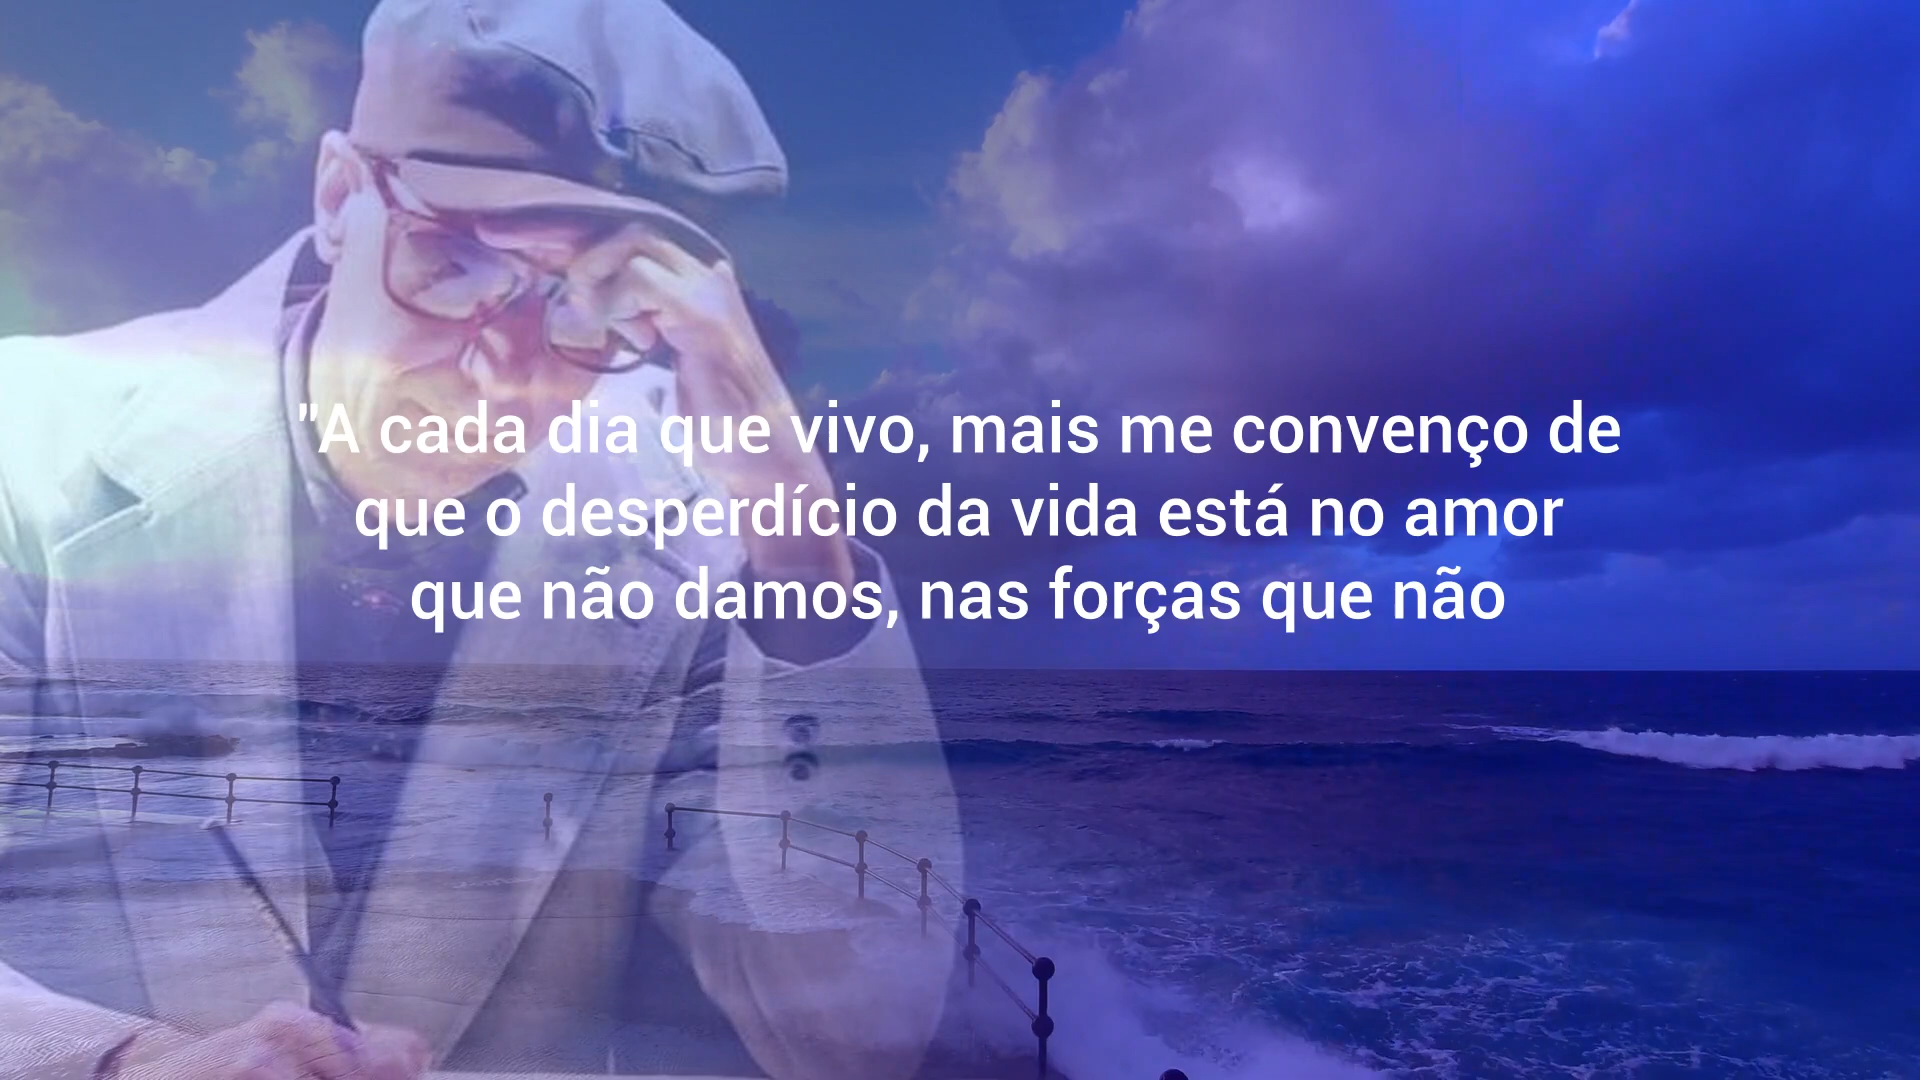 "A cada dia que vivo, mais me convenço de
que o desperdício da vida está no amor
que não damos, nas forças que não